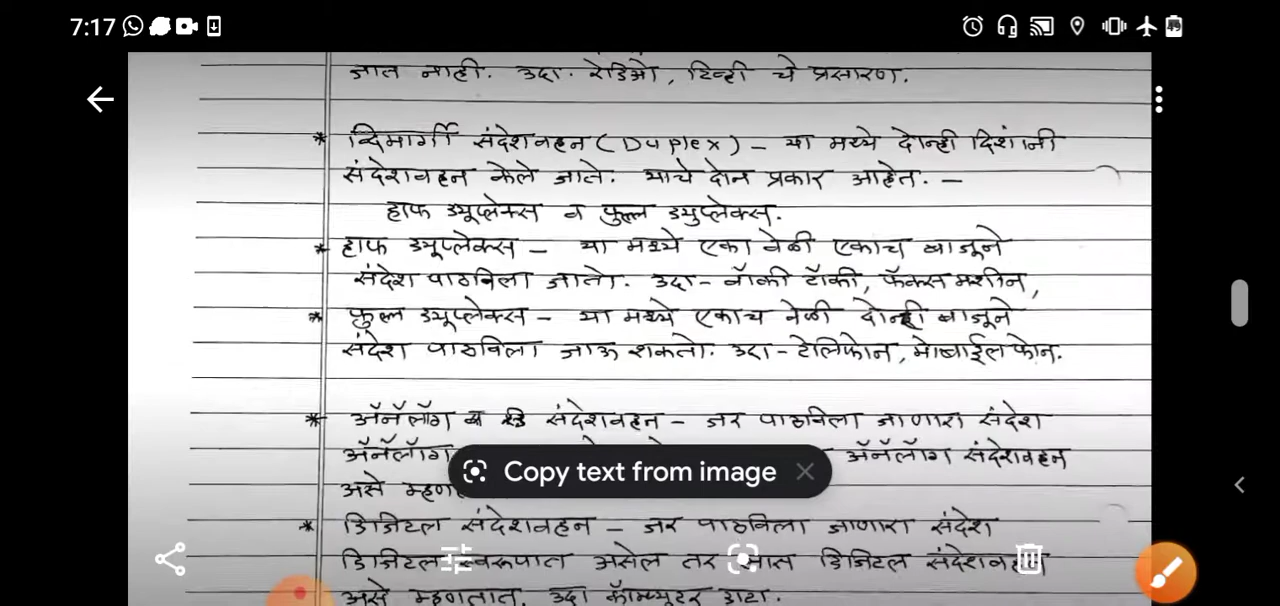 7:17
जात नाही. उदा. रेडिओ, टिव्ही चे प्रसारण.
* व्दिमार्गी संदेशवहन (Duplex) – या मध्ये दोन्ही दिशांनी
संदेशवहन केले जाते. याचे दोन प्रकार आहेत. –
हाफ ड्यूप्लेक्स व फुल्ल ड्युप्लेक्स.
* हाफ ड्यूप्लेक्स – या मध्ये एका वेळी एकाच बाजूने
संदेश पाठविला जातो. उदा – वॉकी टॉकी, फॅक्स मशीन,
* फुल्ल ड्यूप्लेक्स – या मध्ये एकाच वेळी दोन्ही बाजूने
संदेश पाठविला जाऊ शकतो. उदा – टेलिफोन, मोबाईल फोन.
* ॲनॅलॉग संदेशवहन – जर पाठविला जाणारा संदेश
ॲनॅलॉग ॲनॅलॉग संदेशवहन
असे
Copy text from image
* डिजिटल संदेशवहन – जर पाठविला जाणारा संदेश
डिजिटल स्वरूपात असेल तर त्यास डिजिटल संदेशवहन
असे म्हणतात. उदा कॉम्प्युटर डाटा.